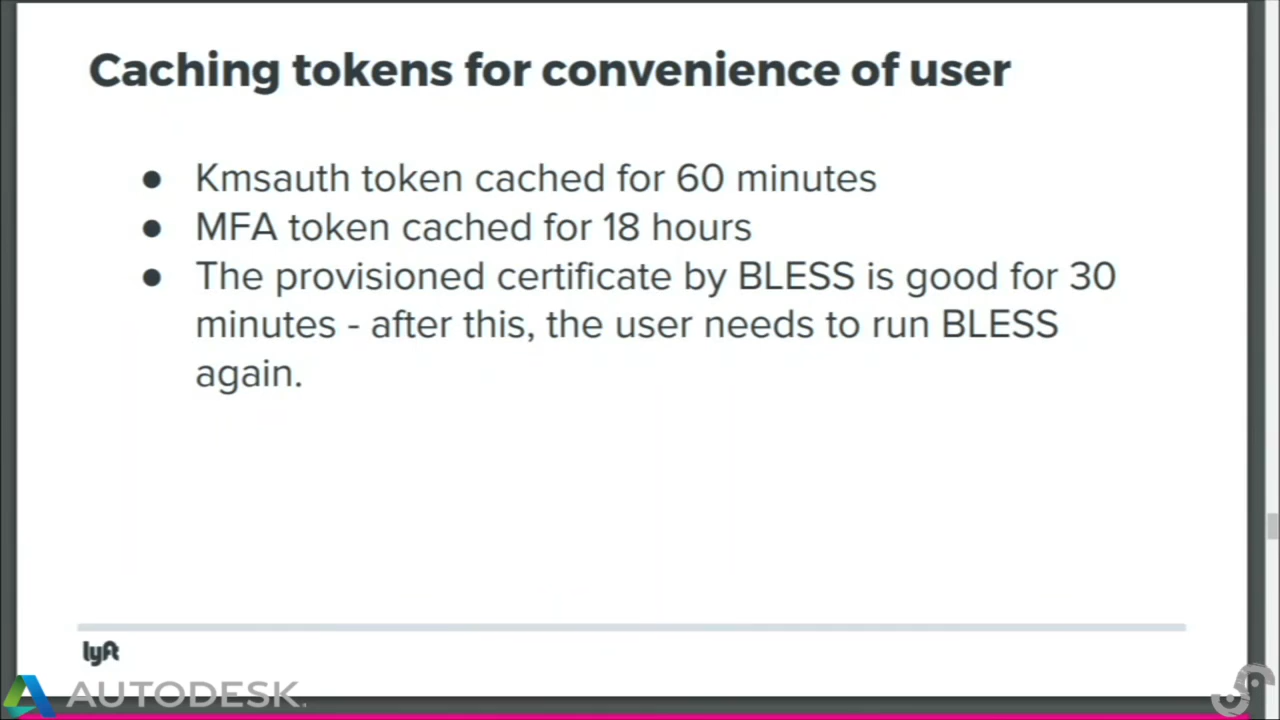 Caching tokens for convenience of user
● Kmsauth token cached for 60 minutes
● MFA token cached for 18 hours
● The provisioned certificate by BLESS is good for 30
minutes - after this, the user needs to run BLESS
again.
lyft
AUTODESK.